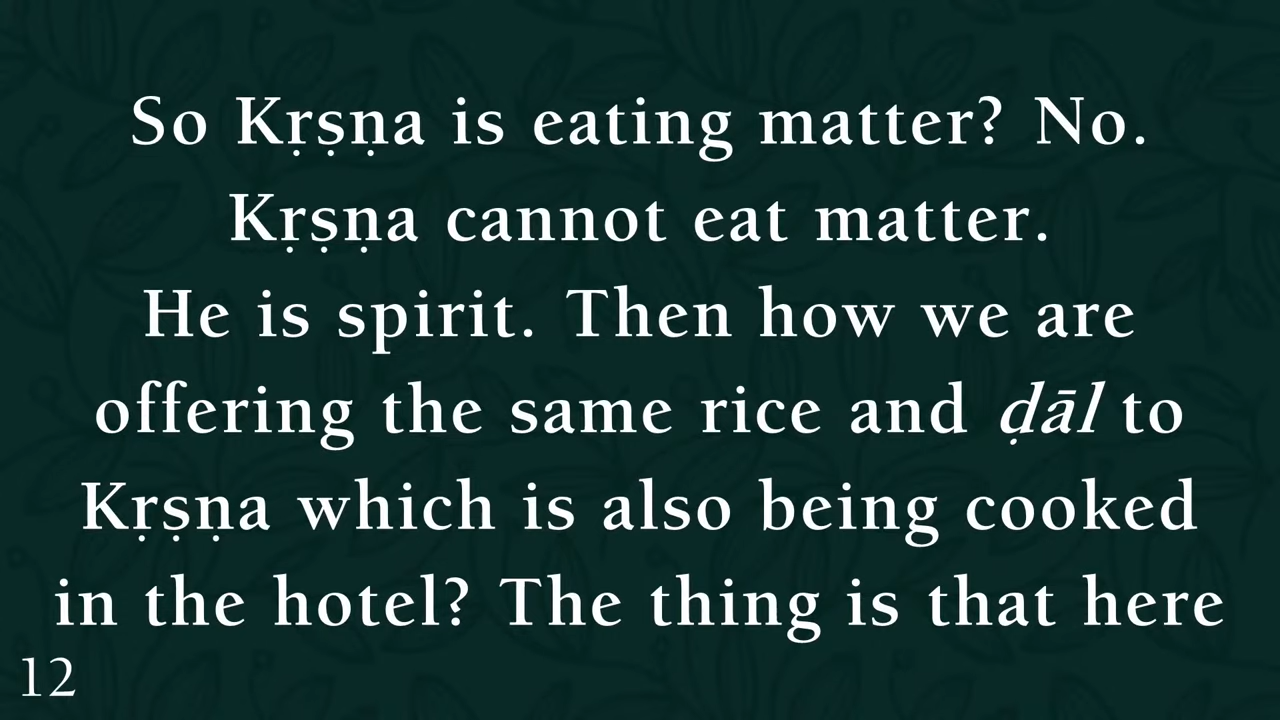 So Kṛṣṇa is eating matter? No.
Kṛṣṇa cannot eat matter.
He is spirit. Then how we are
offering the same rice and ḍāl to
Kṛṣṇa which is also being cooked
in the hotel? The thing is that here
12